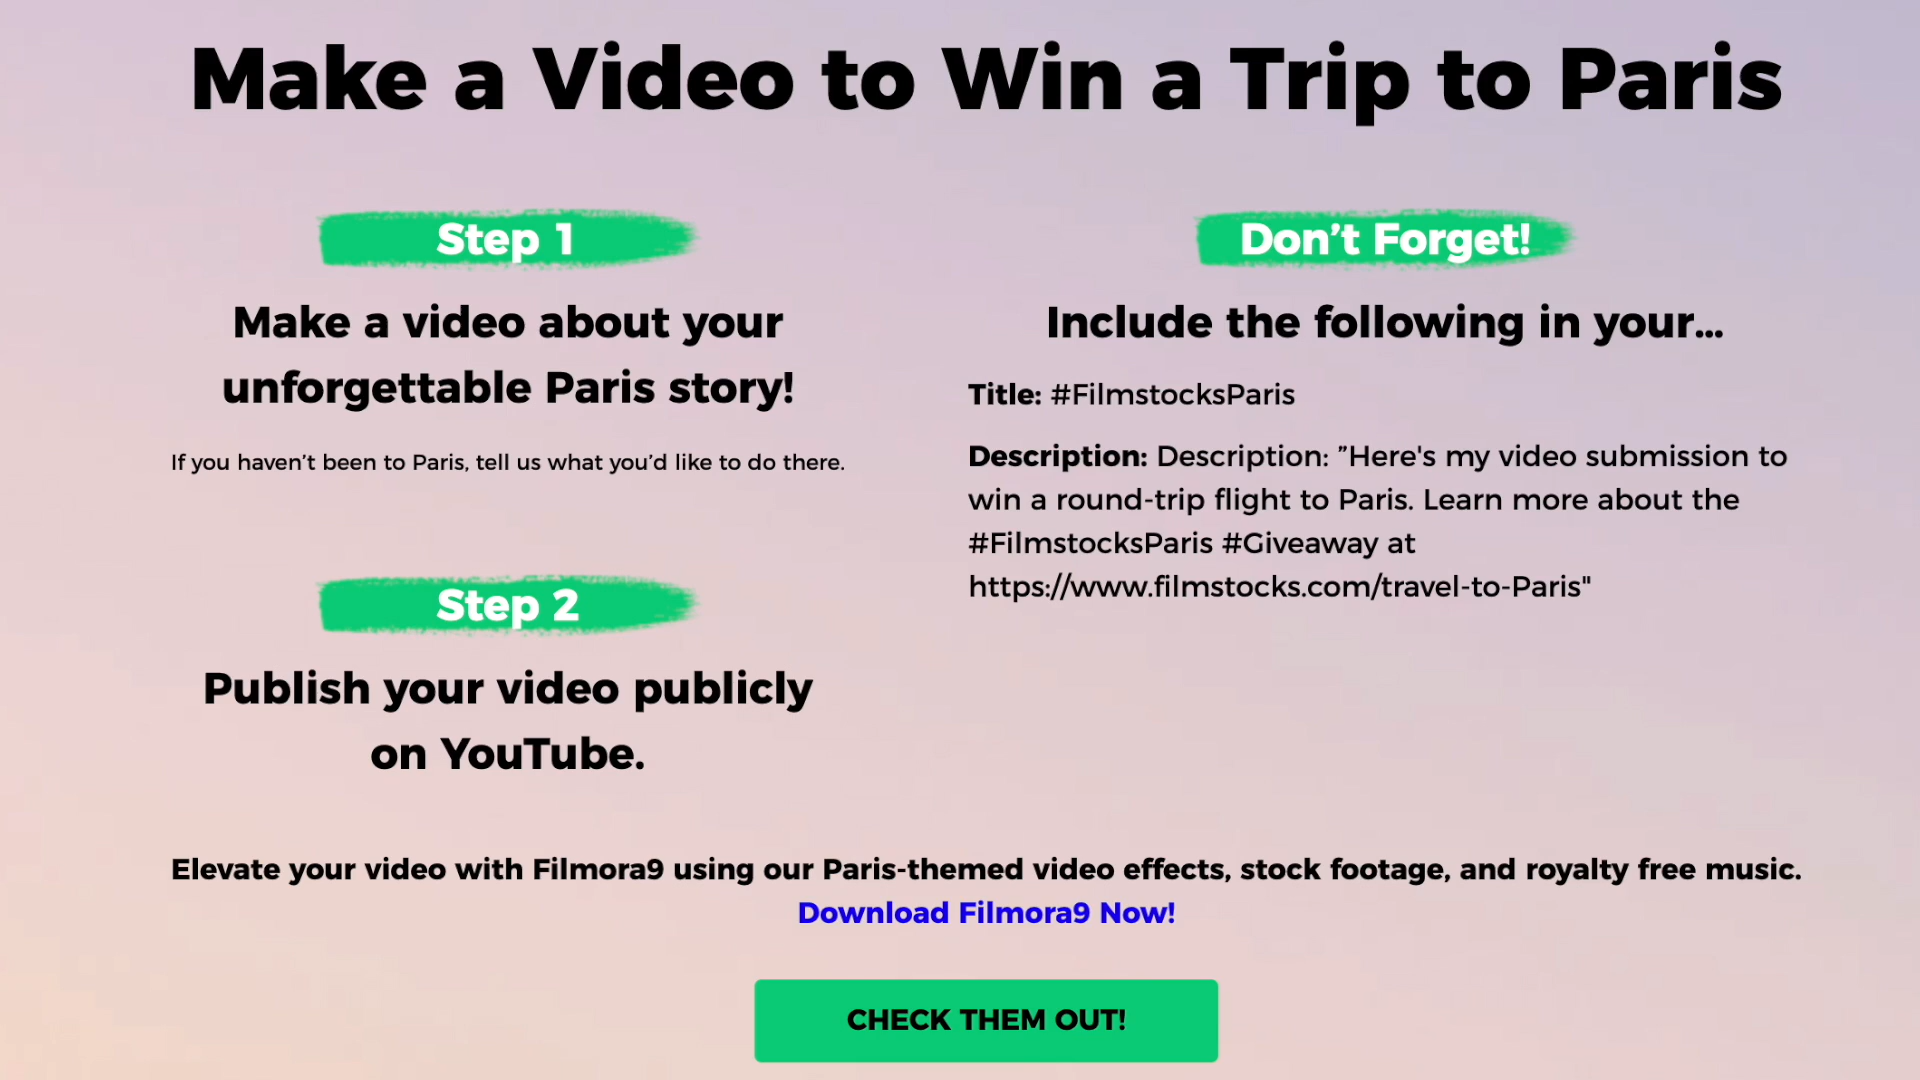 Make a Video to Win a Trip to Paris
Step 1
Make a video about your
unforgettable Paris story!
If you haven’t been to Paris, tell us what you’d like to do there.
Step 2
Publish your video publicly
on YouTube.
Don’t Forget!
Include the following in your...
Title: #FilmstocksParis
Description: Description: ”Here's my video submission to
win a round-trip flight to Paris. Learn more about the
#FilmstocksParis #Giveaway at
https://www.filmstocks.com/travel-to-Paris"
Elevate your video with Filmora9 using our Paris-themed video effects, stock footage, and royalty free music.
Download Filmora9 Now!
CHECK THEM OUT!